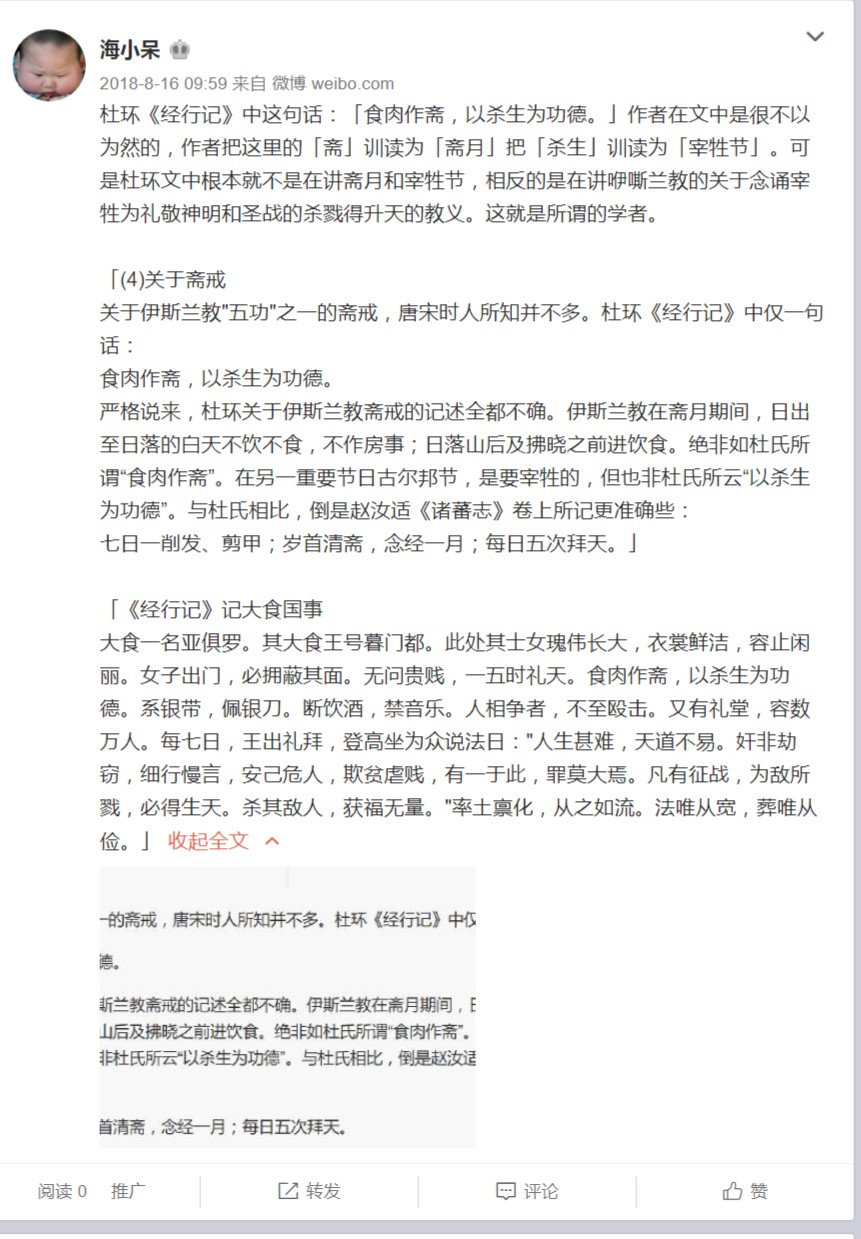 海小呆
2018-8-16 09:59 来自 微博 weibo.com
杜环《经行记》中这句话：「食肉作斋，以杀生为功德。」作者在文中是很不以
为然的，作者把这里的「斋」训读为「斋月」把「杀生」训读为「宰牲节」。可
是杜环文中根本就不是在讲斋月和宰牲节，相反的是在讲咿嘶兰教的关于念诵宰
牲为礼敬神明和圣战的杀戮得升天的教义。这就是所谓的学者。
「(4)关于斋戒
关于伊斯兰教"五功"之一的斋戒，唐宋时人所知并不多。杜环《经行记》中仅一句
话：
食肉作斋，以杀生为功德。
严格说来，杜环关于伊斯兰教斋戒的记述全都不确。伊斯兰教在斋月期间，日出
至日落的白天不饮不食，不作房事；日落山后及拂晓之前进饮食。绝非如杜氏所
谓“食肉作斋”。在另一重要节日古尔邦节，是要宰牲的，但也非杜氏所云“以杀生
为功德”。与杜氏相比，倒是赵汝适《诸蕃志》卷上所记更准确些：
七日一削发、剪甲；岁首清斋，念经一月；每日五次拜天。」
「《经行记》记大食国事
大食一名亚俱罗。其大食王号暮门都。此处其士女瑰伟长大，衣裳鲜洁，容止闲
丽。女子出门，必拥蔽其面。无问贵贱，一五时礼天。食肉作斋，以杀生为功
德。系银带，佩银刀。断饮酒，禁音乐。人相争者，不至殴击。又有礼堂，容数
万人。每七日，王出礼拜，登高坐为众说法日："人生甚难，天道不易。奸非劫
窃，细行慢言，安己危人，欺贫虐贱，有一于此，罪莫大焉。凡有征战，为敌所
戮，必得生天。杀其敌人，获福无量。"率土禀化，从之如流。法唯从宽，葬唯从
俭。」 收起全文
一的斋戒，唐宋时人所知并不多。杜环《经行记》中仅
德。
斯兰教斋戒的记述全都不确。伊斯兰教在斋月期间，日
山后及拂晓之前进饮食。绝非如杜氏所谓“食肉作斋”。
非杜氏所云“以杀生为功德”。与杜氏相比，倒是赵汝适
首清斋，念经一月；每日五次拜天。
阅读 0 推广 转发 评论 赞